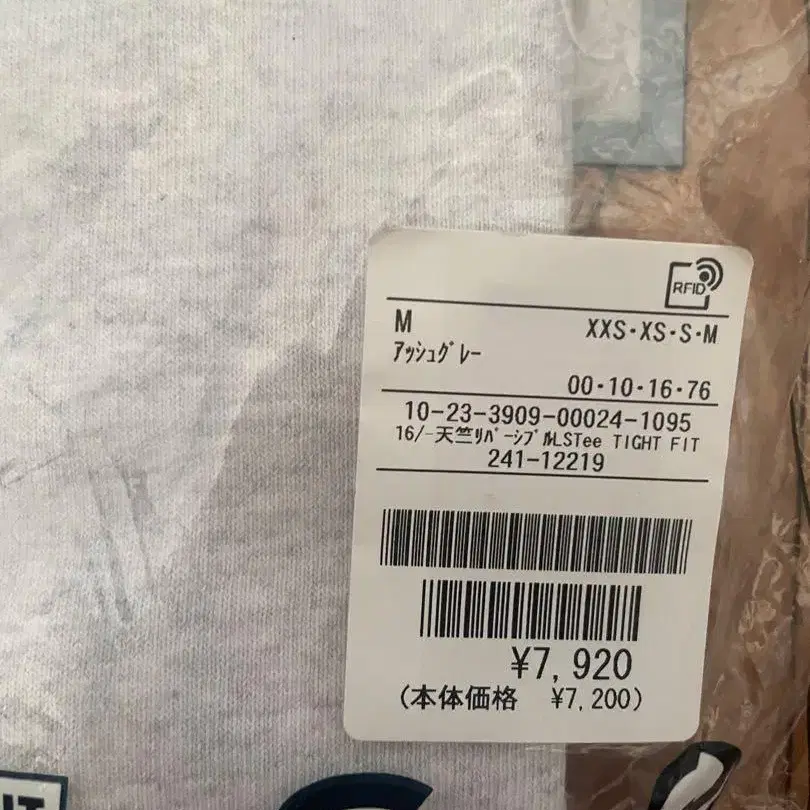 RFID
M XXS・XS・S・M
ｱｯｼｭｸﾞﾚｰ
00・10・16・76
10-23-3909-00024-1095
16/-天竺ﾘﾊﾞｰｼﾌﾞﾙLSTee TIGHT FIT
241-12219
¥7,920
(本体価格 ¥7,200)
IT